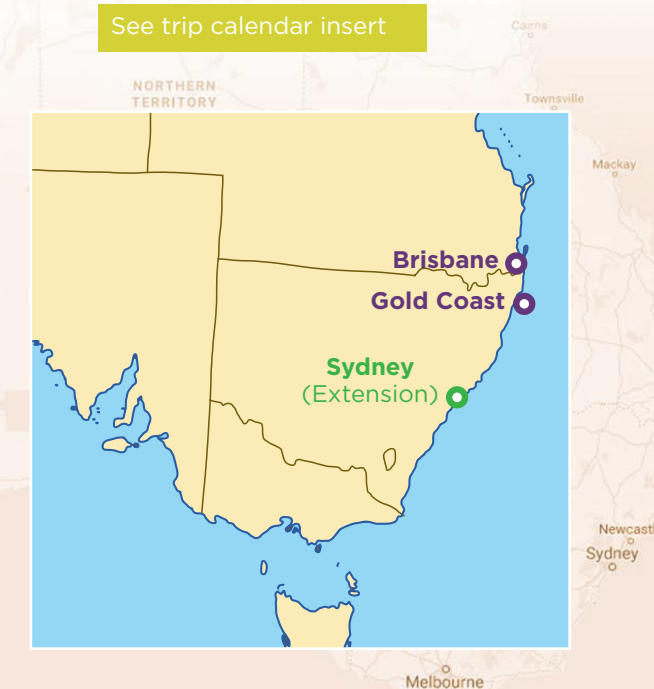 See trip calendar insert
Cairns
NORTHERN
TERRITORY
Townsville
Mackay
Brisbane
Gold Coast
Sydney
(Extension)
Newcastl
Sydney
Melbourne